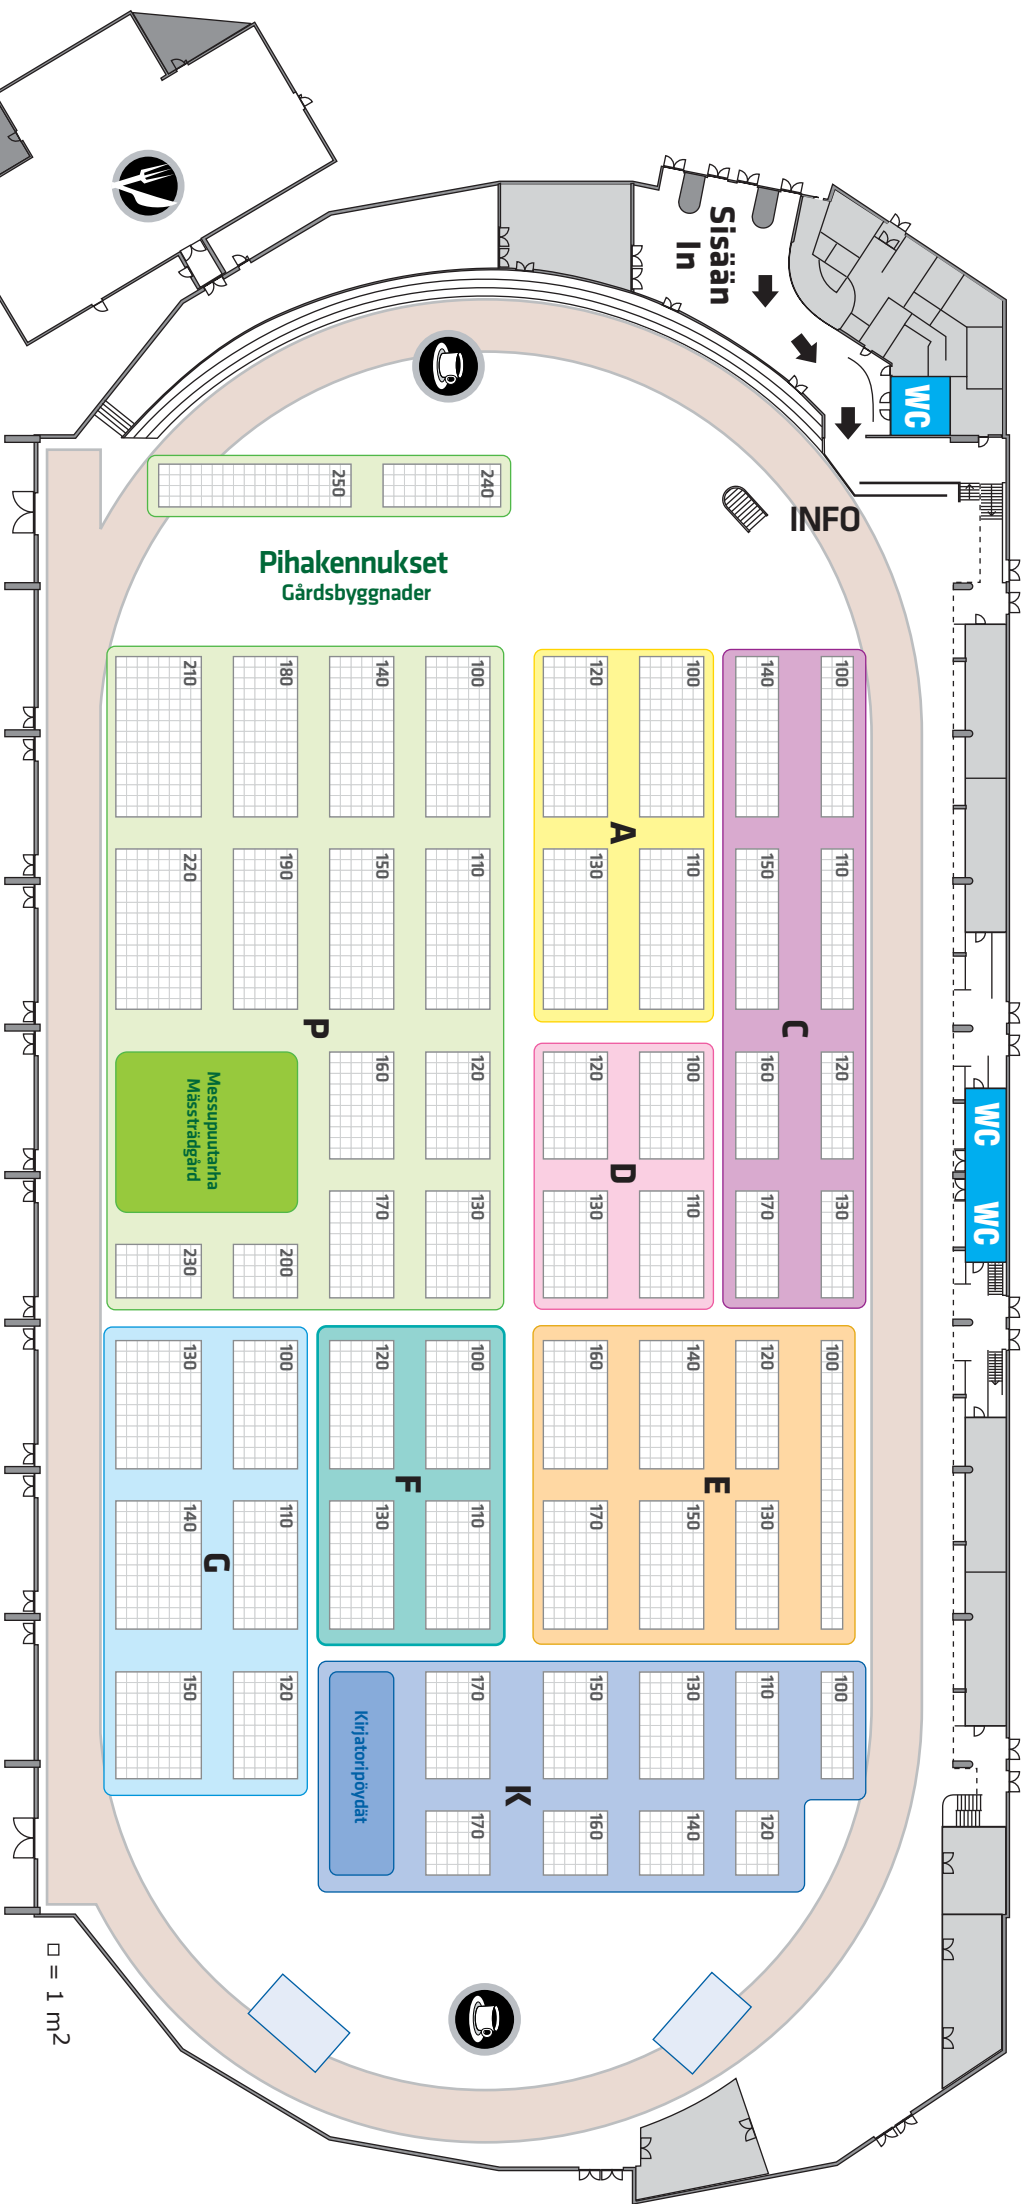 Sisään
In
WC
INFO
250
240
Pihakennukset
Gårdsbyggnader
210
180
140
100
220
190
150
110
P
160
120
170
130
230
200
Messupuutarha
Mässträdgård
120
100
A
130
110
140
100
150
110
C
160
120
170
130
120
100
D
130
110
WC
WC
130
100
140
110
G
150
120
120
100
F
130
110
160
140
120
100
E
170
150
130
170
150
130
110
100
K
170
160
140
120
Kirjatoripöydät
□ = 1 m2